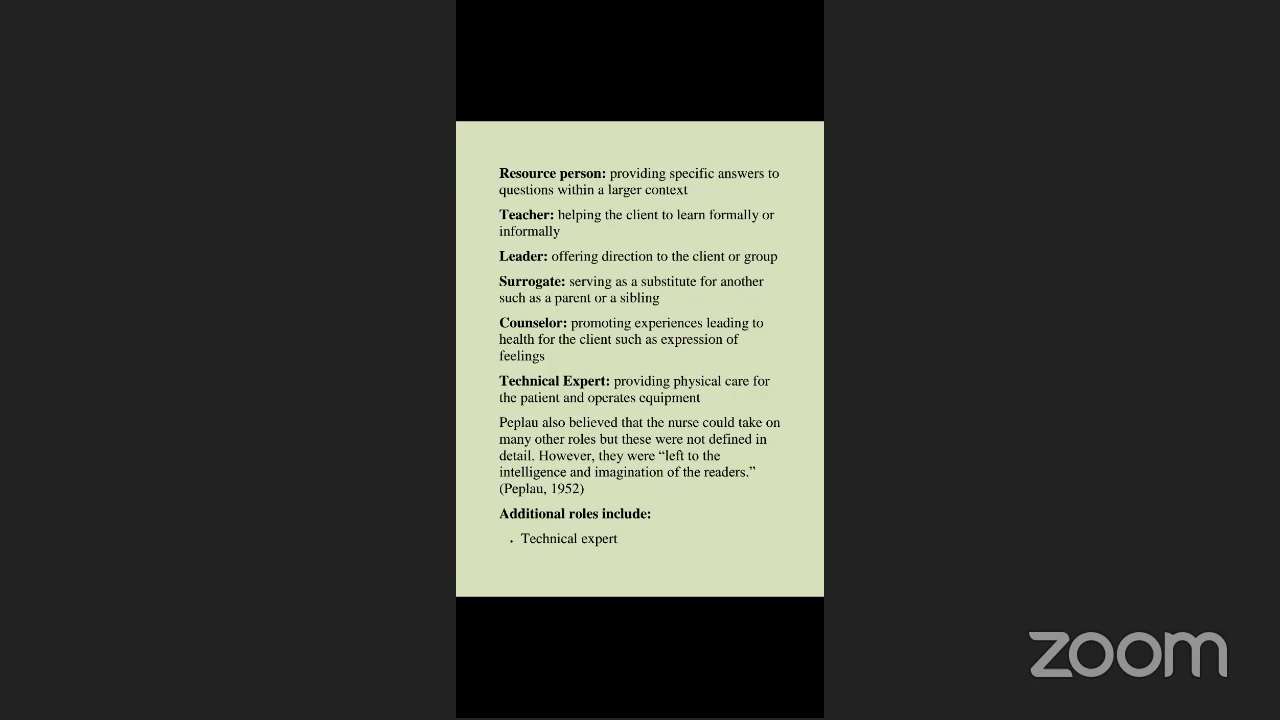 Resource person: providing specific answers to
questions within a larger context
Teacher: helping the client to learn formally or
informally
Leader: offering direction to the client or group
Surrogate: serving as a substitute for another
such as a parent or a sibling
Counselor: promoting experiences leading to
health for the client such as expression of
feelings
Technical Expert: providing physical care for
the patient and operates equipment
Peplau also believed that the nurse could take on
many other roles but these were not defined in
detail. However, they were “left to the
intelligence and imagination of the readers.”
(Peplau, 1952)
Additional roles include:
• Technical expert
zoom